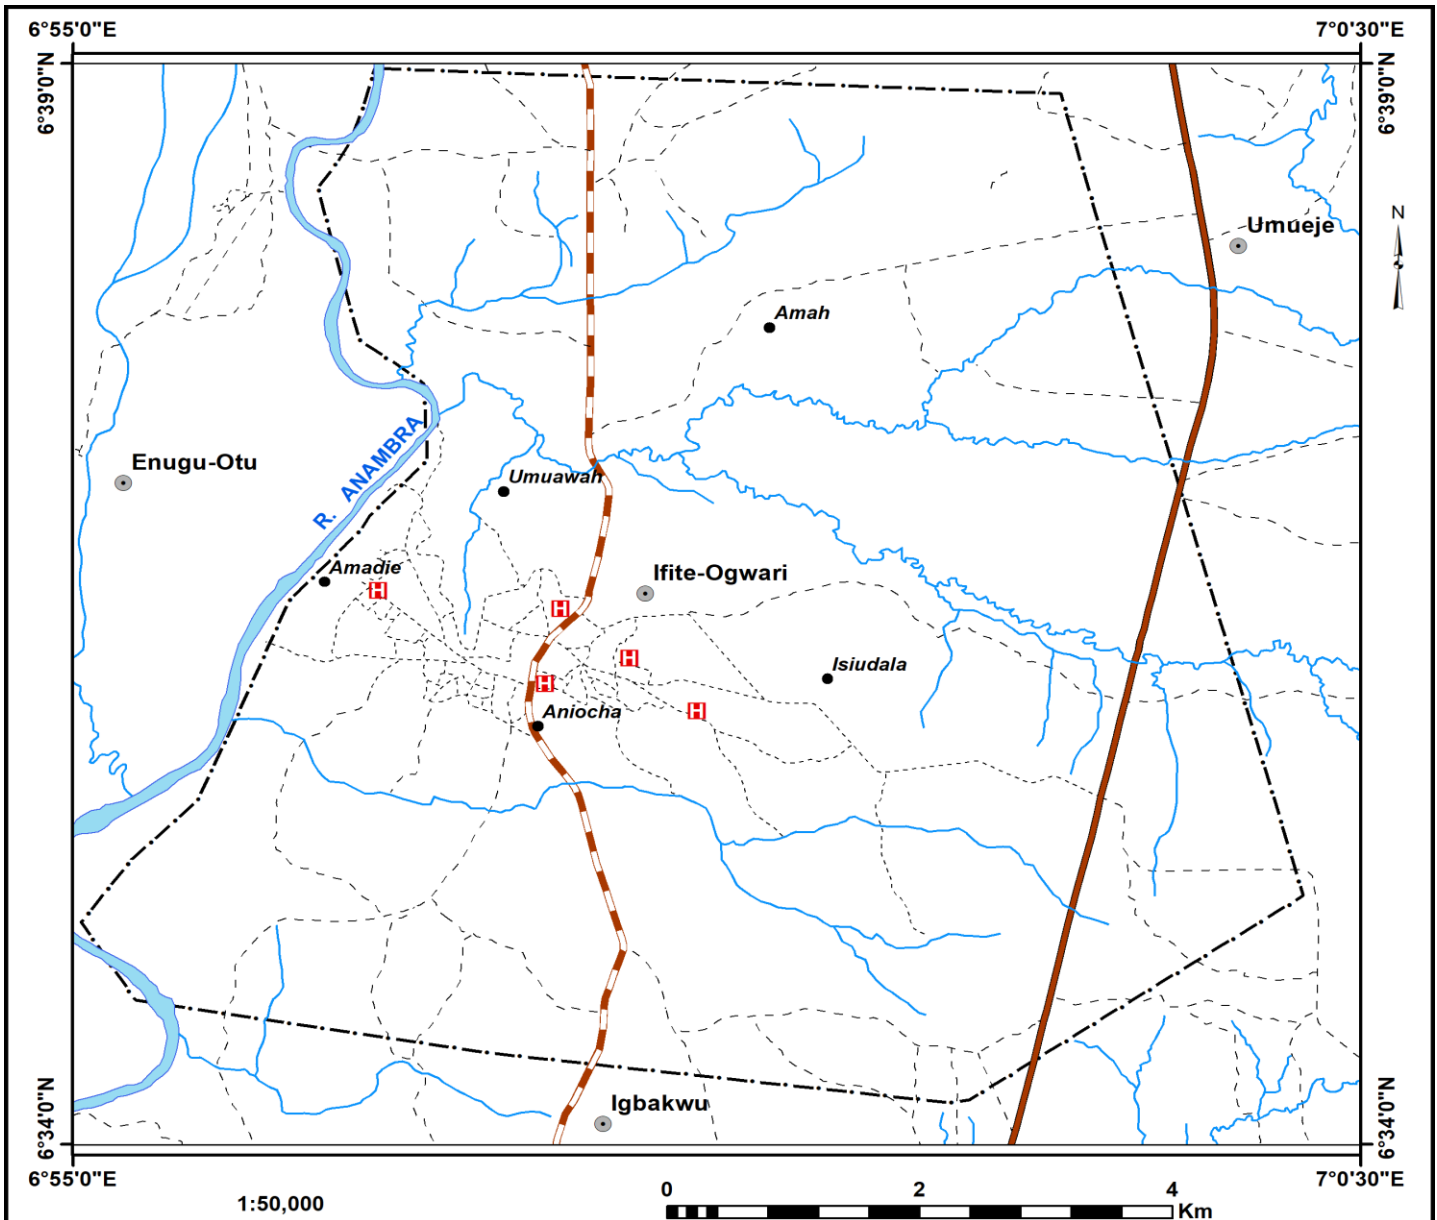 6°55'0"E
7°0'30"E
6°39'0"N
6°39'0"N
N
Umueje
Amah
R. ANAMBRA
Enugu-Otu
Umuawah
Amadie
H
Ifite-Ogwari
H
H
H
Isiudala
H
Aniocha
Igbakwu
6°34'0"N
6°34'0"N
6°55'0"E
7°0'30"E
1:50,000
0 2 4
Km